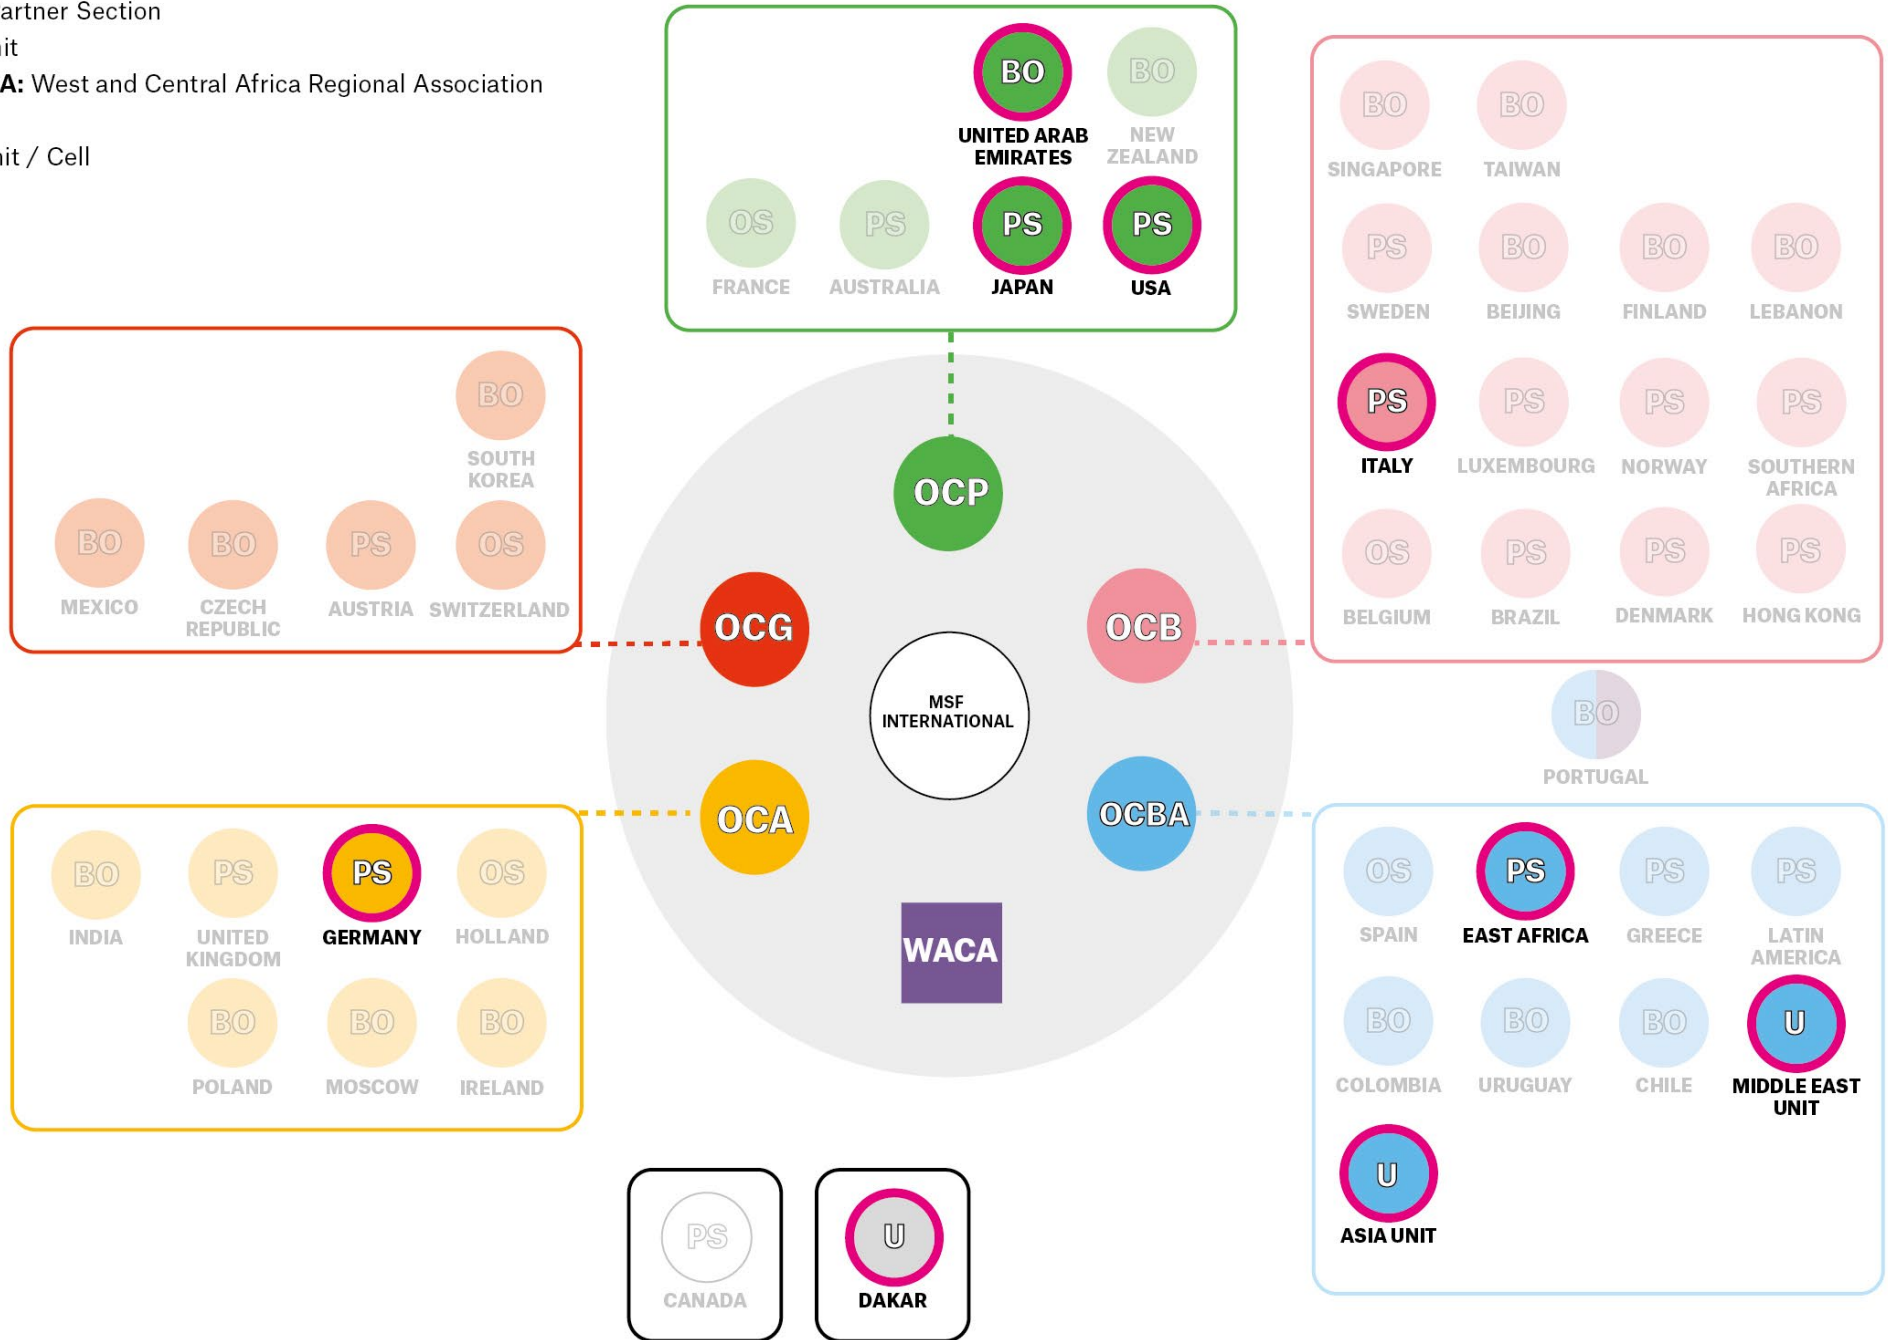 Partner Section
A: West and Central Africa Regional Association
/ Cell
BO
UNITED ARAB
EMIRATES
BO
NEW
ZEALAND
OS
FRANCE
PS
AUSTRALIA
PS
JAPAN
PS
USA
BO
SINGAPORE
BO
TAIWAN
PS
SWEDEN
BO
BEIJING
BO
FINLAND
BO
LEBANON
PS
ITALY
PS
LUXEMBOURG
PS
NORWAY
PS
SOUTHERN
AFRICA
OS
BELGIUM
PS
BRAZIL
PS
DENMARK
PS
HONG KONG
BO
SOUTH
KOREA
BO
MEXICO
BO
CZECH
REPUBLIC
PS
AUSTRIA
OS
SWITZERLAND
OCP
OCG
OCB
MSF
INTERNATIONAL
OCA
OCBA
WACA
BO
PORTUGAL
BO
INDIA
PS
UNITED
KINGDOM
PS
GERMANY
OS
HOLLAND
BO
POLAND
BO
MOSCOW
BO
IRELAND
OS
SPAIN
PS
EAST AFRICA
PS
GREECE
PS
LATIN
AMERICA
BO
COLOMBIA
BO
URUGUAY
BO
CHILE
U
MIDDLE EAST
UNIT
U
ASIA UNIT
PS
CANADA
U
DAKAR